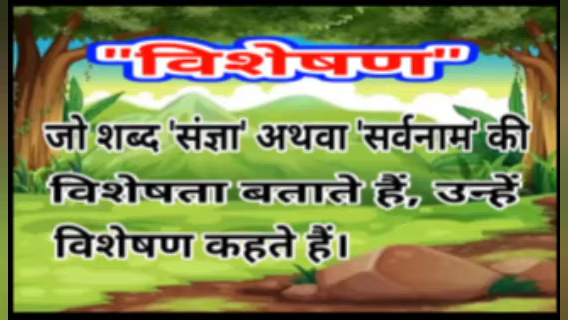 "विशेषण"
जो शब्द 'संज्ञा' अथवा 'सर्वनाम' की
विशेषता बताते हैं, उन्हें
विशेषण कहते हैं।